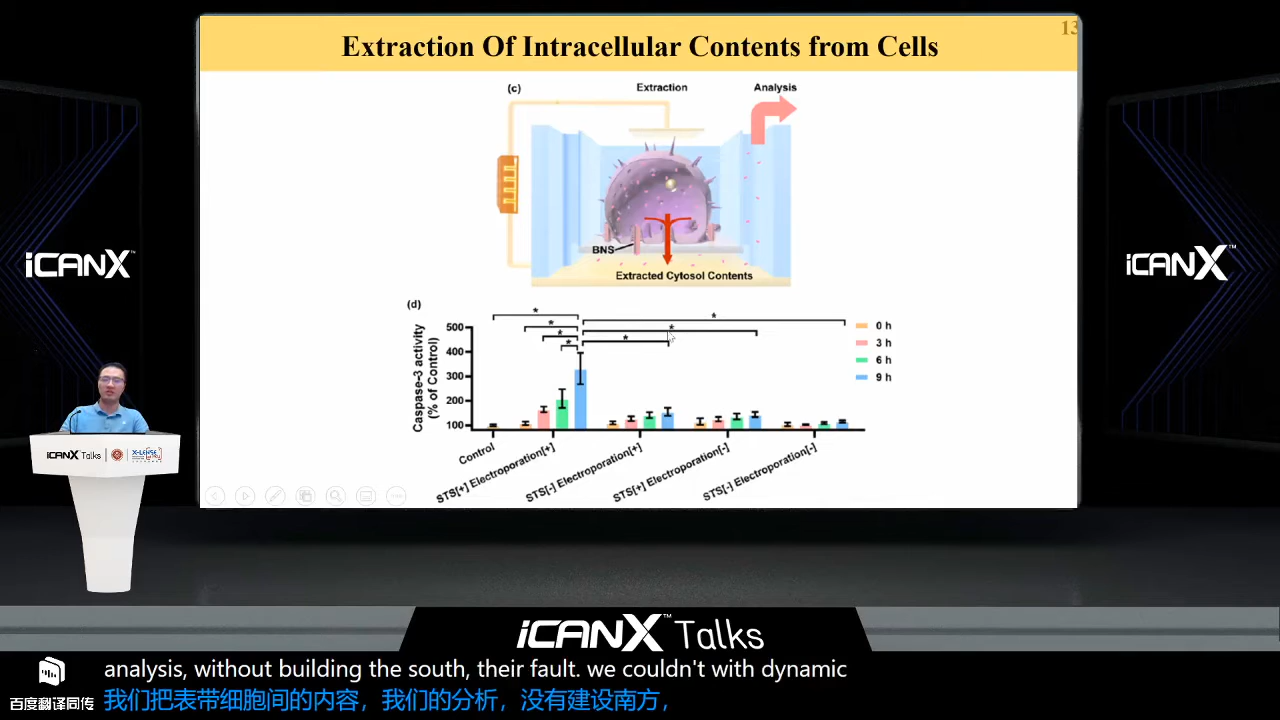 13
Extraction Of Intracellular Contents from Cells
(c)
Extraction
Analysis
BNS
Extracted Cytosol Contents
(d)
Caspase-3 activity
(% of Control)
500
400
300
200
100
*
*
*
*
*
*
*
0 h
3 h
6 h
9 h
Control
STS[+] Electroporation[+]
STS[-] Electroporation[+]
STS[+] Electroporation[-]
STS[-] Electroporation[-]
iCANX™
iCANX™
iCANX Talks
X-LENSE
iCANX™ Talks
analysis, without building the south, their fault. we couldn't with dynamic
百度翻译同传
我们把表带细胞间的内容，我们的分析，没有建设南方，